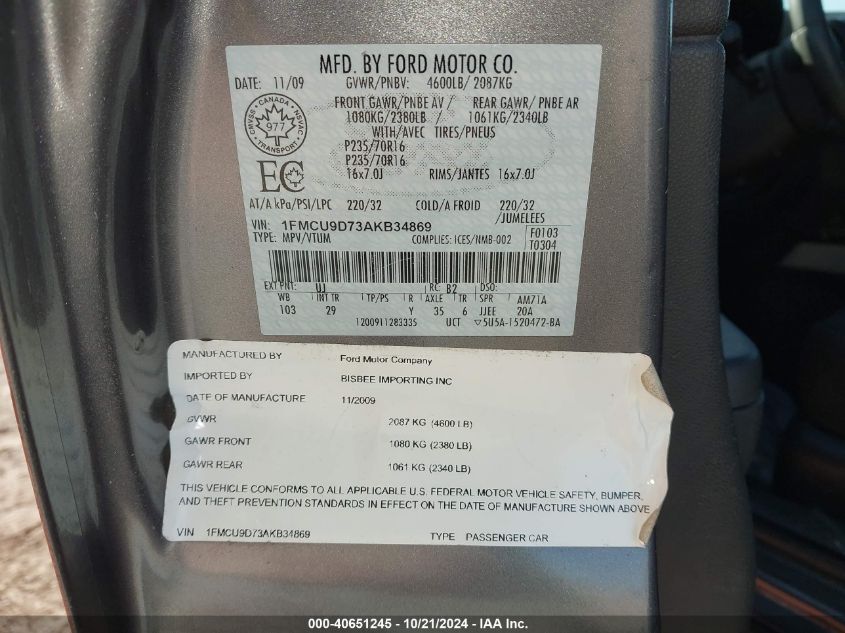 MFD. BY FORD MOTOR CO.
DATE: 11/09 GVWR/PNBV: 4600LB/ 2087KG
FRONT GAWR/PNBE AV / REAR GAWR/ PNBE AR
1080KG/2380LB / 1061KG/2340LB
WITH/AVEC TIRES/PNEUS
P235/70R16
P235/70R16
16x7.0J RIMS/JANTES 16x7.0J
CANADA
CMVSS 977 NSVAC
TRANSPORT
EC
AT/A kPa/PSI/LPC 220/32 COLD/A FROID 220/32
/JUMELEES
VIN: 1FMCU9D73AKB34869
TYPE: MPV/VTUM COMPLIES: ICES/NMB-002
F0103
T0304
EXT PNT: UJ RC: B2 DSO:
WB INT TR TP/PS R AXLE TR SPR AM71A
103 29 Y 35 6 JJEE 20A
1200911283335 UCT ▽5U5A-1520472-BA
MANUFACTURED BY Ford Motor Company
IMPORTED BY BISBEE IMPORTING INC
DATE OF MANUFACTURE 11/2009
GVWR 2087 KG (4600 LB)
GAWR FRONT 1080 KG (2380 LB)
GAWR REAR 1061 KG (2340 LB)
THIS VEHICLE CONFORMS TO ALL APPLICABLE U.S. FEDERAL MOTOR VEHICLE SAFETY, BUMPER,
AND THEFT PREVENTION STANDARDS IN EFFECT ON THE DATE OF MANUFACTURE SHOWN ABOVE
VIN 1FMCU9D73AKB34869 TYPE PASSENGER CAR
000-40651245 - 10/21/2024 - IAA Inc.